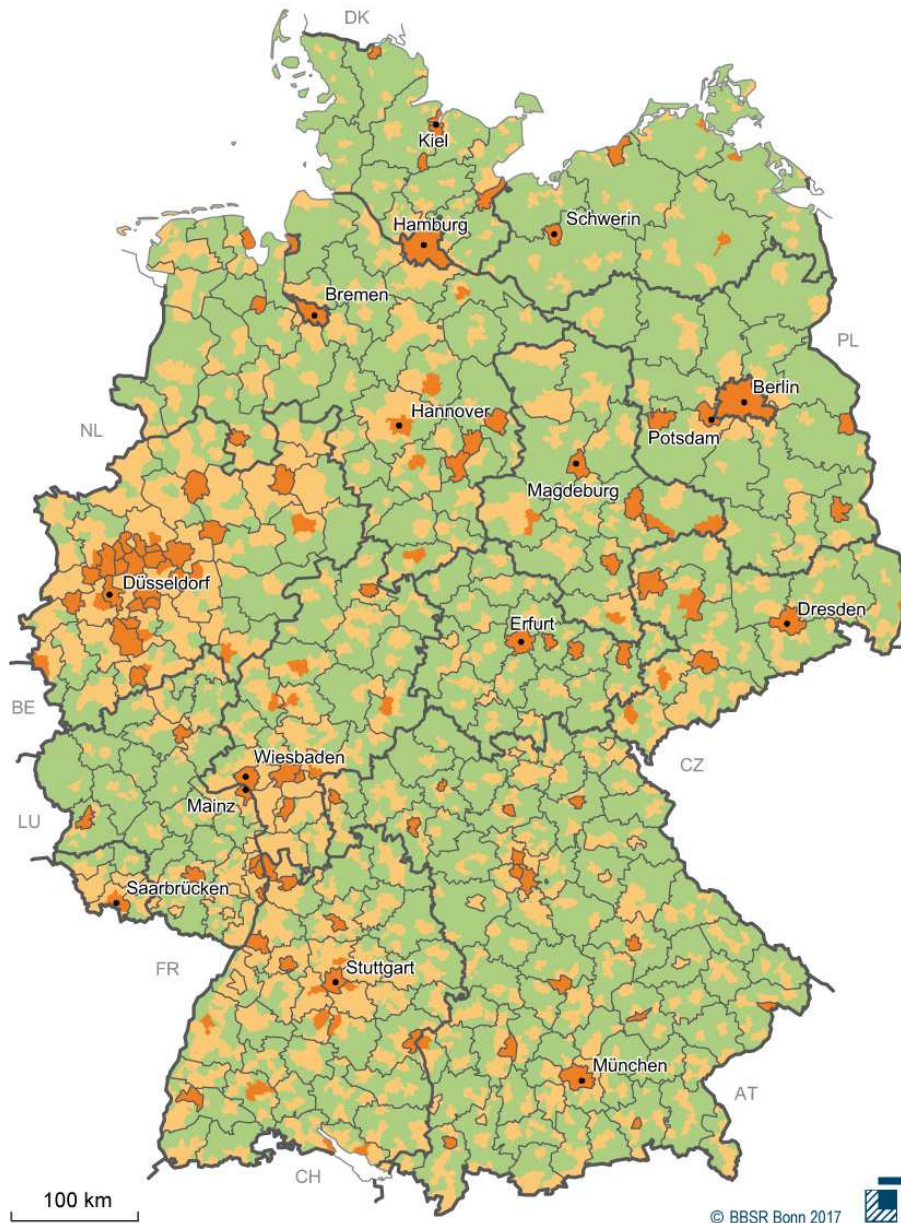 DK
Kiel
Hamburg
Schwerin
Bremen
PL
Berlin
Hannover
NL
Potsdam
Magdeburg
Düsseldorf
Erfurt
Dresden
BE
Wiesbaden
CZ
Mainz
LU
Saarbrücken
FR
Stuttgart
München
AT
CH
100 km
© BBSR Bonn 2017